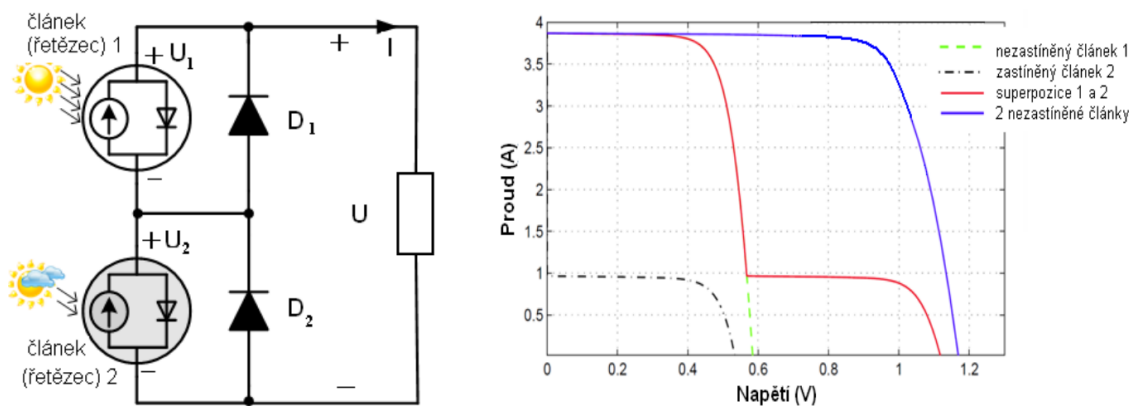 článek
(řetězec) 1
+ U1
−
D1
+
I
U
+ U2
−
D2
−
článek
(řetězec) 2
Proud (A)
4
3.5
3
2.5
2
1.5
1
0.5
0
0 0.2 0.4 0.6 0.8 1 1.2
Napětí (V)
nezastíněný článek 1
zastíněný článek 2
superpozice 1 a 2
2 nezastíněné články